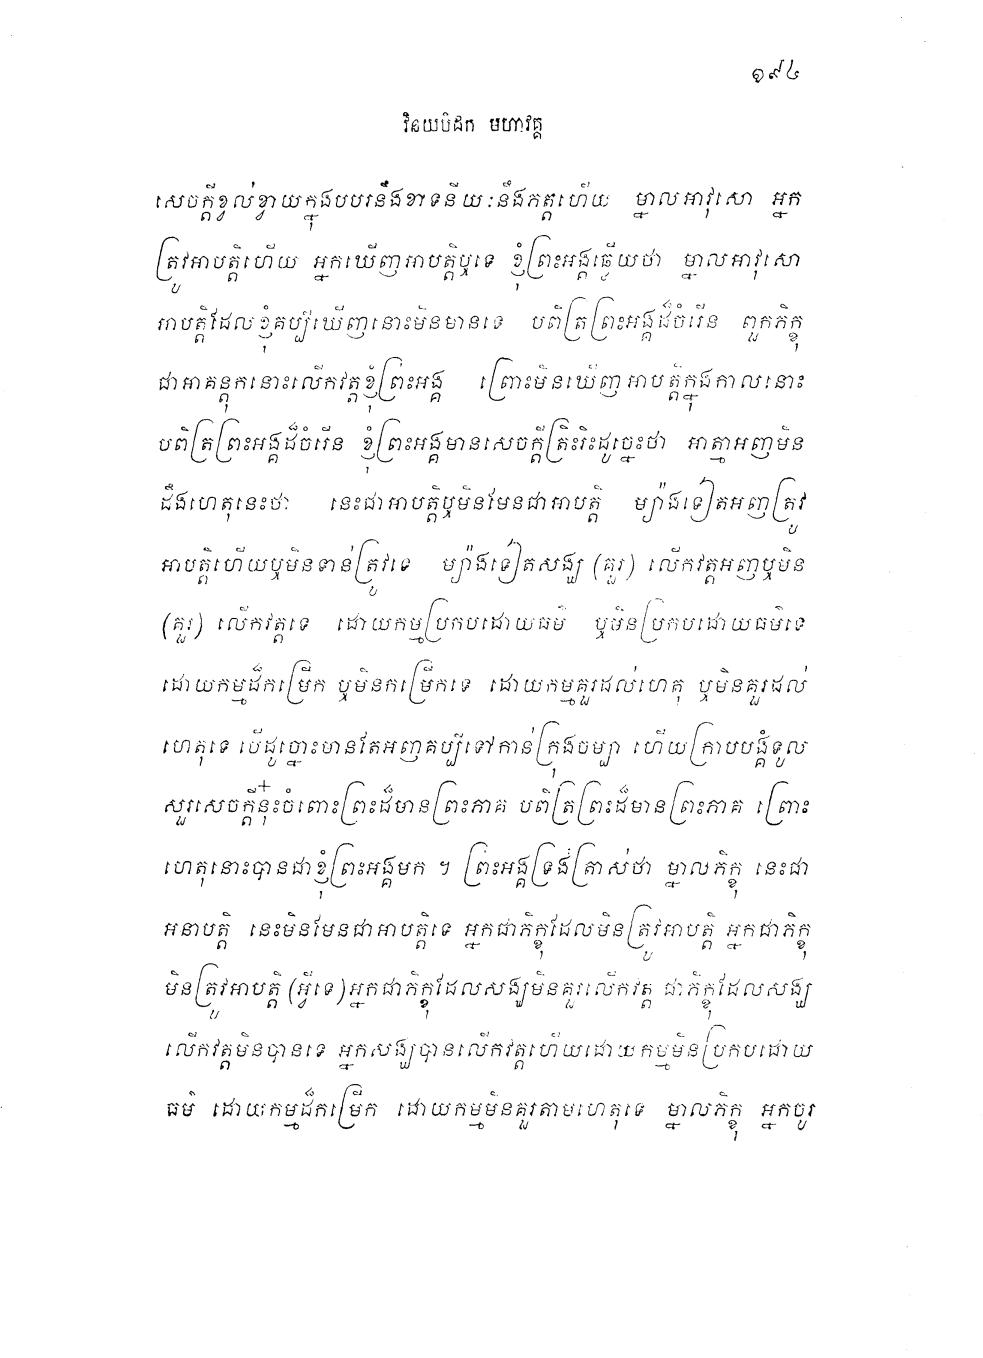 ១៩៤
វិនយបិដក មហាវគ្គ
សេចក្តីខ្វល់ខ្វាយក្នុងបបរនឹងខាទនីយៈនឹងភត្តហើយ ម្នាលអាវុសោ អ្នក
ត្រូវអាបត្តិហើយ អ្នកឃើញអាបត្តិឬទេ ខ្ញុំព្រះអង្គឆ្លើយថា ម្នាលអាវុសោ
អាបត្តិដែលខ្ញុំគប្បីឃើញនោះមិនមានទេ បពិត្រព្រះអង្គដ៏ចំរើន ពួកភិក្ខុ
ជាអាគន្តុកនោះលើកវត្តខ្ញុំព្រះអង្គ ព្រោះមិនឃើញអាបត្តិក្នុងកាលនោះ
បពិត្រព្រះអង្គដ៏ចំរើន ខ្ញុំព្រះអង្គមានសេចក្តីត្រិះរិះដូច្នេះថា អាត្មាអញមិន
ដឹងហេតុនេះថា នេះជាអាបត្តិឬមិនមែនជាអាបត្តិ ម្យ៉ាងទៀតអញត្រូវ
អាបត្តិហើយឬមិនទាន់ត្រូវទេ ម្យ៉ាងទៀតសង្ឃ (គួរ) លើកវត្តអញឬមិន
(គួរ) លើកវត្តទេ ដោយកម្មប្រកបដោយធម៌ ឬមិនប្រកបដោយធម៌ទេ
ដោយកម្មដ៏កម្រើក ឬមិនកម្រើកទេ ដោយកម្មគួរដល់ហេតុ ឬមិនគួរដល់
ហេតុទេ បើដូច្នោះមានតែអញគប្បីទៅកាន់ក្រុងចម្បា ហើយក្រាបបង្គំទូល
សួរសេចក្តីនុ៎ះចំពោះព្រះដ៏មានព្រះភាគ បពិត្រព្រះដ៏មានព្រះភាគ ព្រោះ
ហេតុនោះបានជាខ្ញុំព្រះអង្គមក ។ ព្រះអង្គទ្រង់ត្រាស់ថា ម្នាលភិក្ខុ នេះជា
អនាបត្តិ នេះមិនមែនជាអាបត្តិទេ អ្នកជាភិក្ខុដែលមិនត្រូវអាបត្តិ អ្នកជាភិក្ខុ
មិនត្រូវអាបត្តិ (អ្វីទេ) អ្នកជាភិក្ខុដែលសង្ឃមិនគួរលើកវត្ត ជាភិក្ខុដែលសង្ឃ
លើកវត្តមិនបានទេ អ្នកសង្ឃបានលើកវត្តហើយដោយកម្មមិនប្រកបដោយ
ធម៌ ដោយកម្មដ៏កម្រើក ដោយកម្មមិនគួរតាមហេតុទេ ម្នាលភិក្ខុ អ្នកចូរ